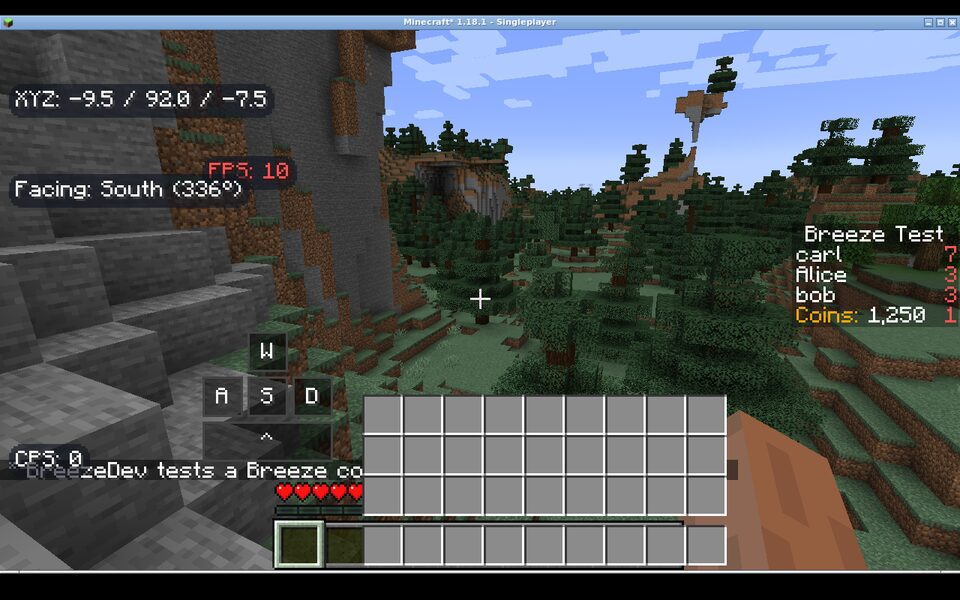 Minecraft* 1.18.1 - Singleplayer
XYZ: -9.5 / 92.0 / -7.5
FPS: 10
Facing: South (336°)
Breeze Test
carl 7
Alice 3
bob 3
Coins: 1,250 1
W
A S D
^
CPS: 0
BreezeDev tests a Breeze co